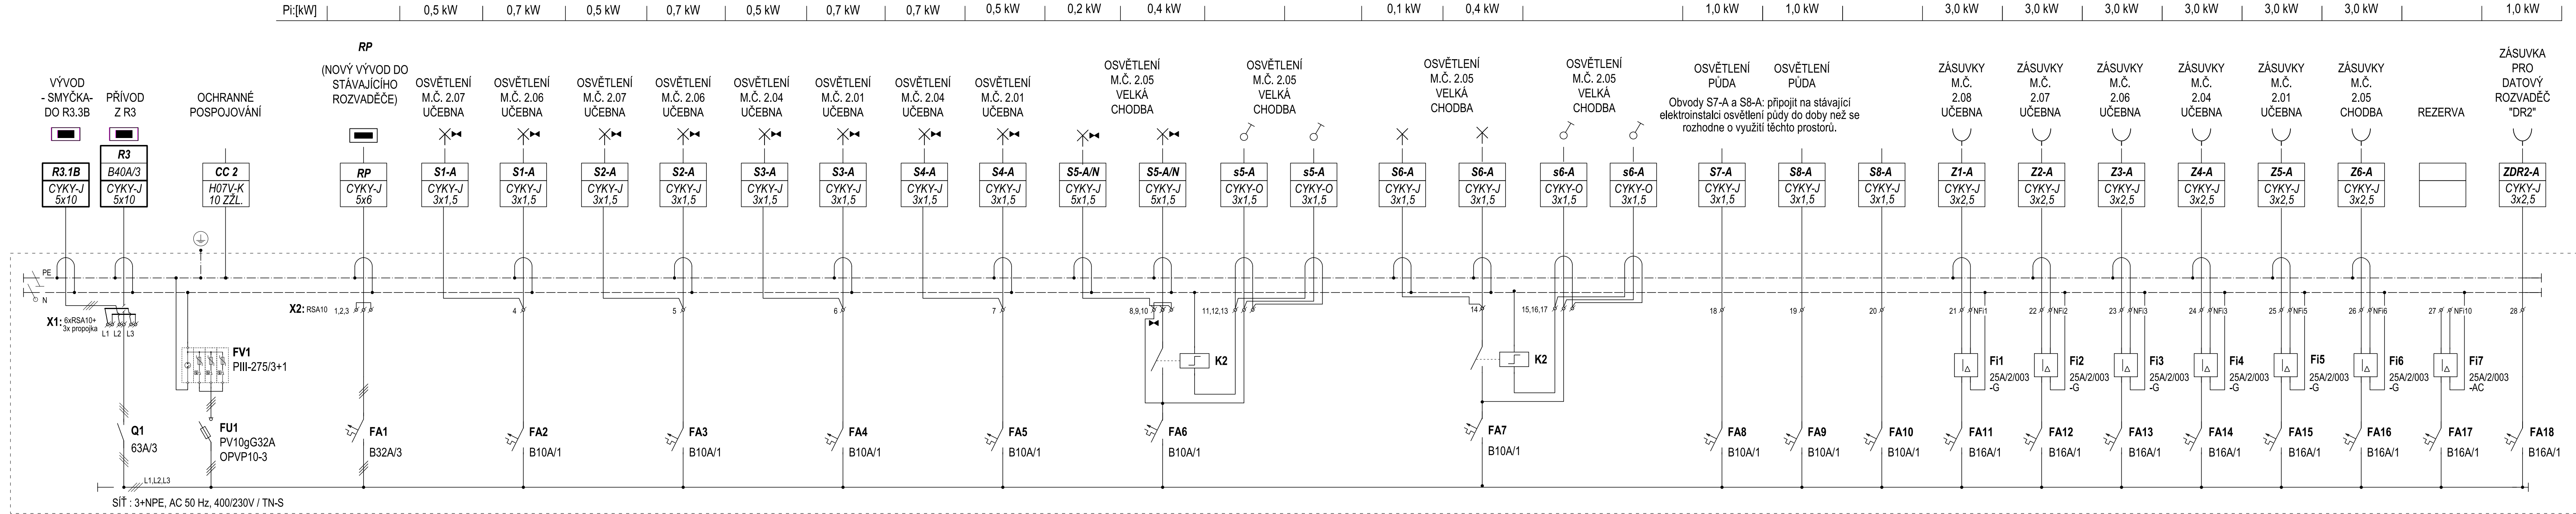 Pi:[kW] 0,5 kW 0,7 kW 0,5 kW 0,7 kW 0,5 kW 0,7 kW 0,7 kW 0,5 kW 0,2 kW 0,4 kW 0,1 kW 0,4 kW 1,0 kW 1,0 kW 3,0 kW 3,0 kW 3,0 kW 3,0 kW 3,0 kW 3,0 kW 1,0 kW
VÝVOD
- SMYČKA-
DO R3.3B
PŘÍVOD
Z R3
OCHRANNÉ
POSPOJOVÁNÍ
RP
(NOVÝ VÝVOD DO
STÁVAJÍCÍHO
ROZVADĚČE)
OSVĚTLENÍ
M.Č. 2.07
UČEBNA
OSVĚTLENÍ
M.Č. 2.06
UČEBNA
OSVĚTLENÍ
M.Č. 2.07
UČEBNA
OSVĚTLENÍ
M.Č. 2.06
UČEBNA
OSVĚTLENÍ
M.Č. 2.04
UČEBNA
OSVĚTLENÍ
M.Č. 2.01
UČEBNA
OSVĚTLENÍ
M.Č. 2.04
UČEBNA
OSVĚTLENÍ
M.Č. 2.01
UČEBNA
OSVĚTLENÍ
M.Č. 2.05
VELKÁ
CHODBA
OSVĚTLENÍ
M.Č. 2.05
VELKÁ
CHODBA
OSVĚTLENÍ
M.Č. 2.05
VELKÁ
CHODBA
OSVĚTLENÍ
M.Č. 2.05
VELKÁ
CHODBA
OSVĚTLENÍ
PŮDA
OSVĚTLENÍ
PŮDA
Obvody S7-A a S8-A: připojit na stávající
elektroinstalci osvětlení půdy do doby než se
rozhodne o využití těchto prostorů.
ZÁSUVKY
M.Č.
2.08
UČEBNA
ZÁSUVKY
M.Č.
2.07
UČEBNA
ZÁSUVKY
M.Č.
2.06
UČEBNA
ZÁSUVKY
M.Č.
2.04
UČEBNA
ZÁSUVKY
M.Č.
2.01
UČEBNA
ZÁSUVKY
M.Č.
2.05
CHODBA
REZERVA
ZÁSUVKA
PRO
DATOVÝ
ROZVADĚČ
"DR2"
R3.1B
CYKY-J
5x10
R3
B40A/3
CYKY-J
5x10
CC 2
H07V-K
10 ZŽL.
RP
CYKY-J
5x6
S1-A
CYKY-J
3x1,5
S1-A
CYKY-J
3x1,5
S2-A
CYKY-J
3x1,5
S2-A
CYKY-J
3x1,5
S3-A
CYKY-J
3x1,5
S3-A
CYKY-J
3x1,5
S4-A
CYKY-J
3x1,5
S4-A
CYKY-J
3x1,5
S5-A/N
CYKY-J
5x1,5
S5-A/N
CYKY-J
5x1,5
s5-A
CYKY-O
3x1,5
s5-A
CYKY-O
3x1,5
S6-A
CYKY-J
3x1,5
S6-A
CYKY-J
3x1,5
s6-A
CYKY-O
3x1,5
s6-A
CYKY-O
3x1,5
S7-A
CYKY-J
3x1,5
S8-A
CYKY-J
3x1,5
S8-A
CYKY-J
3x1,5
Z1-A
CYKY-J
3x2,5
Z2-A
CYKY-J
3x2,5
Z3-A
CYKY-J
3x2,5
Z4-A
CYKY-J
3x2,5
Z5-A
CYKY-J
3x2,5
Z6-A
CYKY-J
3x2,5
ZDR2-A
CYKY-J
3x2,5
PE
N
X1: 6xRSA10+
3x propojka
L1 L2 L3
X2: RSA10 1,2,3 4 5 6 7 8,9,10 11,12,13 14 15,16,17 18 19 20 21 NFi1 22 NFi2 23 NFi3 24 NFi3 25 NFi5 26 NFi6 27 NFi10 28
FV1
PIII-275/3+1
K2
K2
Fi1
25A/2/003
-G
Fi2
25A/2/003
-G
Fi3
25A/2/003
-G
Fi4
25A/2/003
-G
Fi5
25A/2/003
-G
Fi6
25A/2/003
-G
Fi7
25A/2/003
-AC
Q1
63A/3
FU1
PV10gG32A
OPVP10-3
FA1
B32A/3
FA2
B10A/1
FA3
B10A/1
FA4
B10A/1
FA5
B10A/1
FA6
B10A/1
FA7
B10A/1
FA8
B10A/1
FA9
B10A/1
FA10
B10A/1
FA11
B16A/1
FA12
B16A/1
FA13
B16A/1
FA14
B16A/1
FA15
B16A/1
FA16
B16A/1
FA17
B16A/1
FA18
B16A/1
L1,L2,L3
SÍŤ : 3+NPE, AC 50 Hz, 400/230V / TN-S